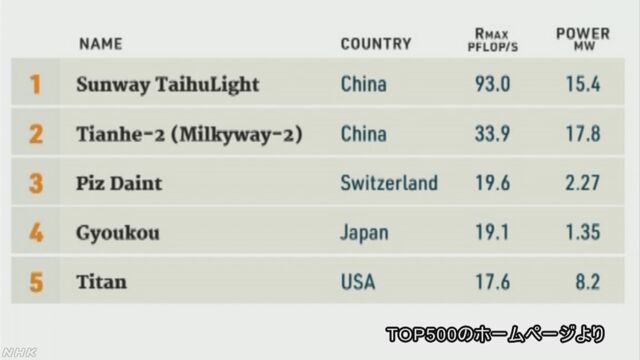 NAME COUNTRY RMAX PFLOP/S POWER MW
1 Sunway TaihuLight China 93.0 15.4
2 Tianhe-2 (Milkyway-2) China 33.9 17.8
3 Piz Daint Switzerland 19.6 2.27
4 Gyoukou Japan 19.1 1.35
5 Titan USA 17.6 8.2
TOP500のホームページより
NHK